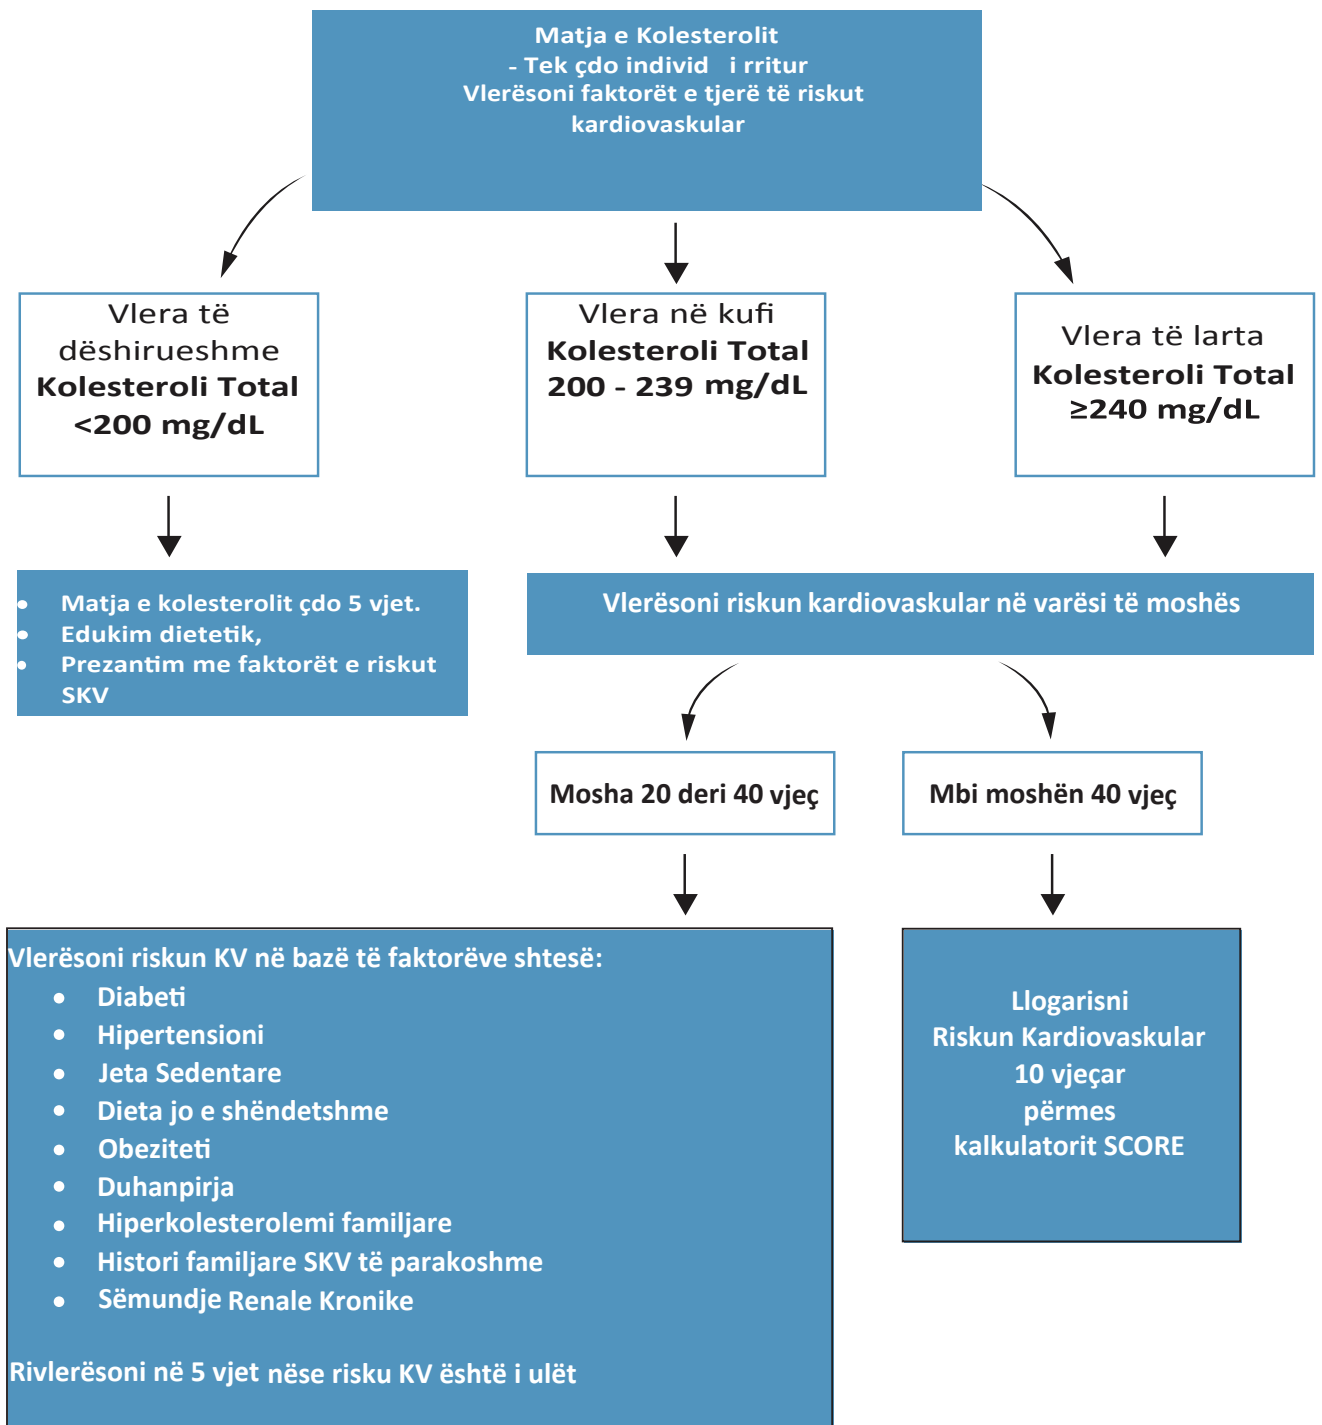 Matja e Kolesterolit
- Tek çdo individ i rritur
Vlerësoni faktorët e tjerë të riskut
kardiovaskular
Vlera të
dëshirueshme
Kolesteroli Total
<200 mg/dL
Vlera në kufi
Kolesteroli Total
200 - 239 mg/dL
Vlera të larta
Kolesteroli Total
≥240 mg/dL
• Matja e kolesterolit çdo 5 vjet.
• Edukim dietetik,
• Prezantim me faktorët e riskut
SKV
Vlerësoni riskun kardiovaskular në varësi të moshës
Mosha 20 deri 40 vjeç
Mbi moshën 40 vjeç
Vlerësoni riskun KV në bazë të faktorëve shtesë:
• Diabeti
• Hipertensioni
• Jeta Sedentare
• Dieta jo e shëndetshme
• Obeziteti
• Duhanpirja
• Hiperkolesterolemi familjare
• Histori familjare SKV të parakoshme
• Sëmundje Renale Kronike
Rivlerësoni në 5 vjet nëse risku KV është i ulët
Llogarisni
Riskun Kardiovaskular
10 vjeçar
përmes
kalkulatorit SCORE